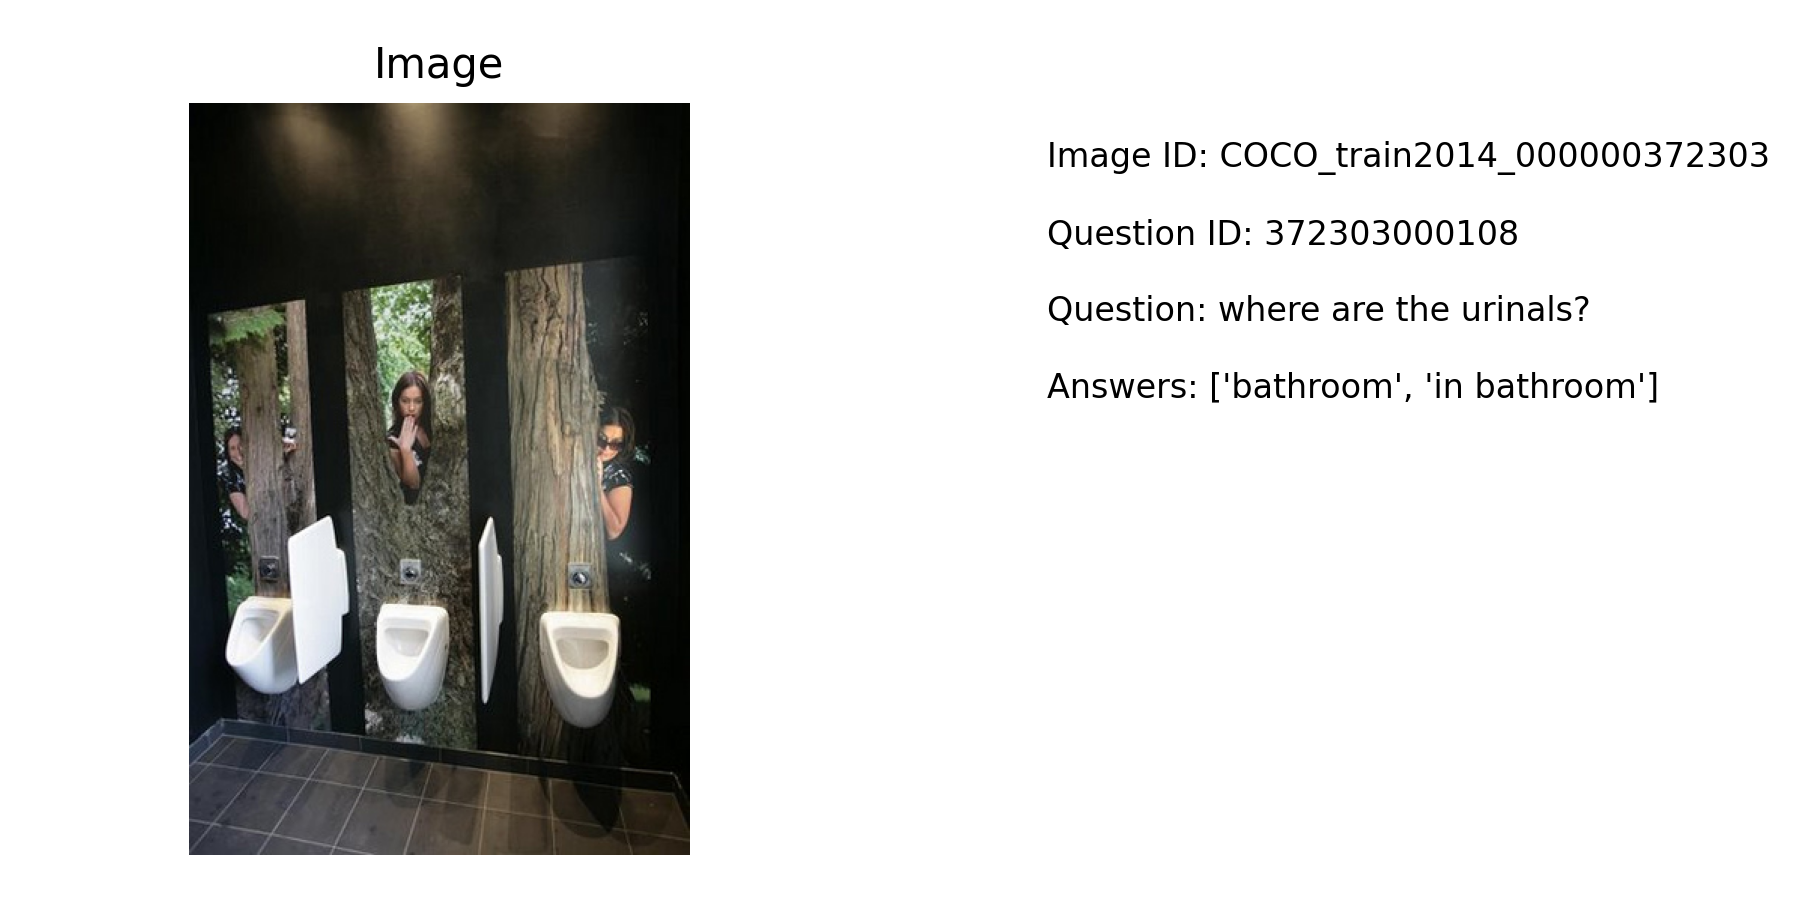 Image
Image ID: COCO_train2014_000000372303
Question ID: 372303000108
Question: where are the urinals?
Answers: ['bathroom', 'in bathroom']